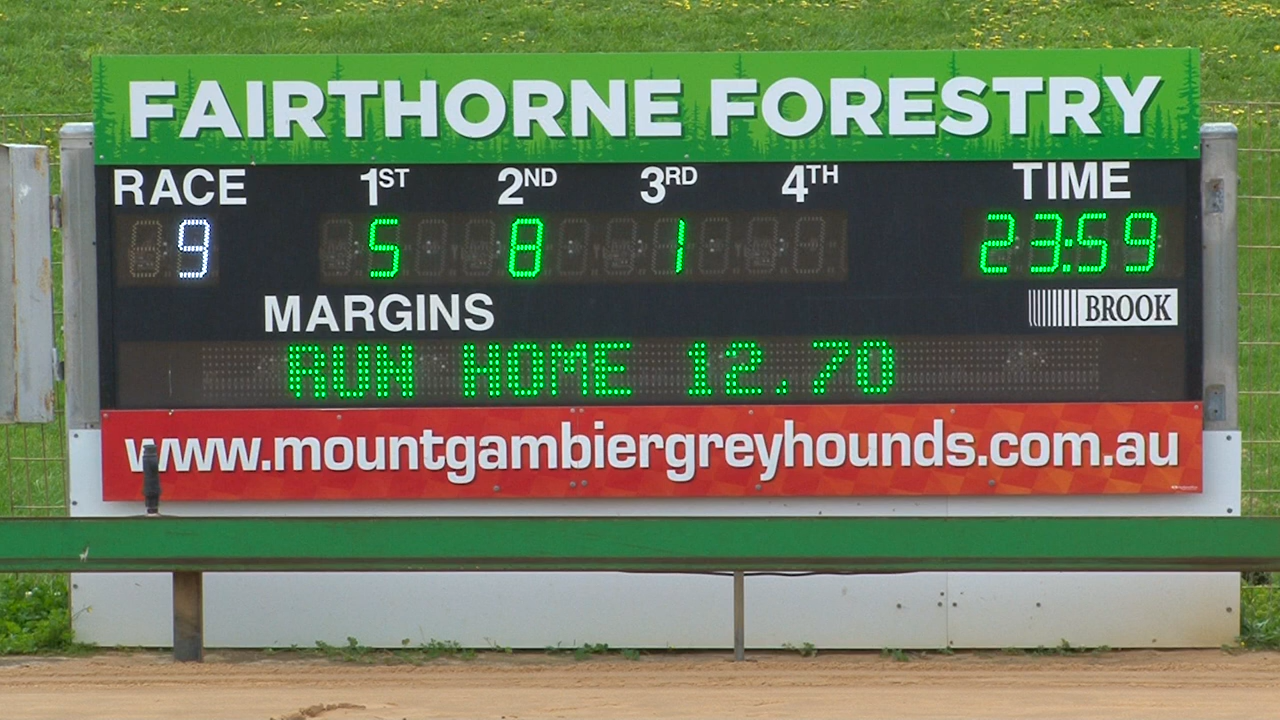 FAIRTHORNE FORESTRY
RACE 1ST 2ND 3RD 4TH TIME
9 5 8 1 23:59
MARGINS BROOK
RUN HOME 12.70
www.mountgambiergreyhounds.com.au